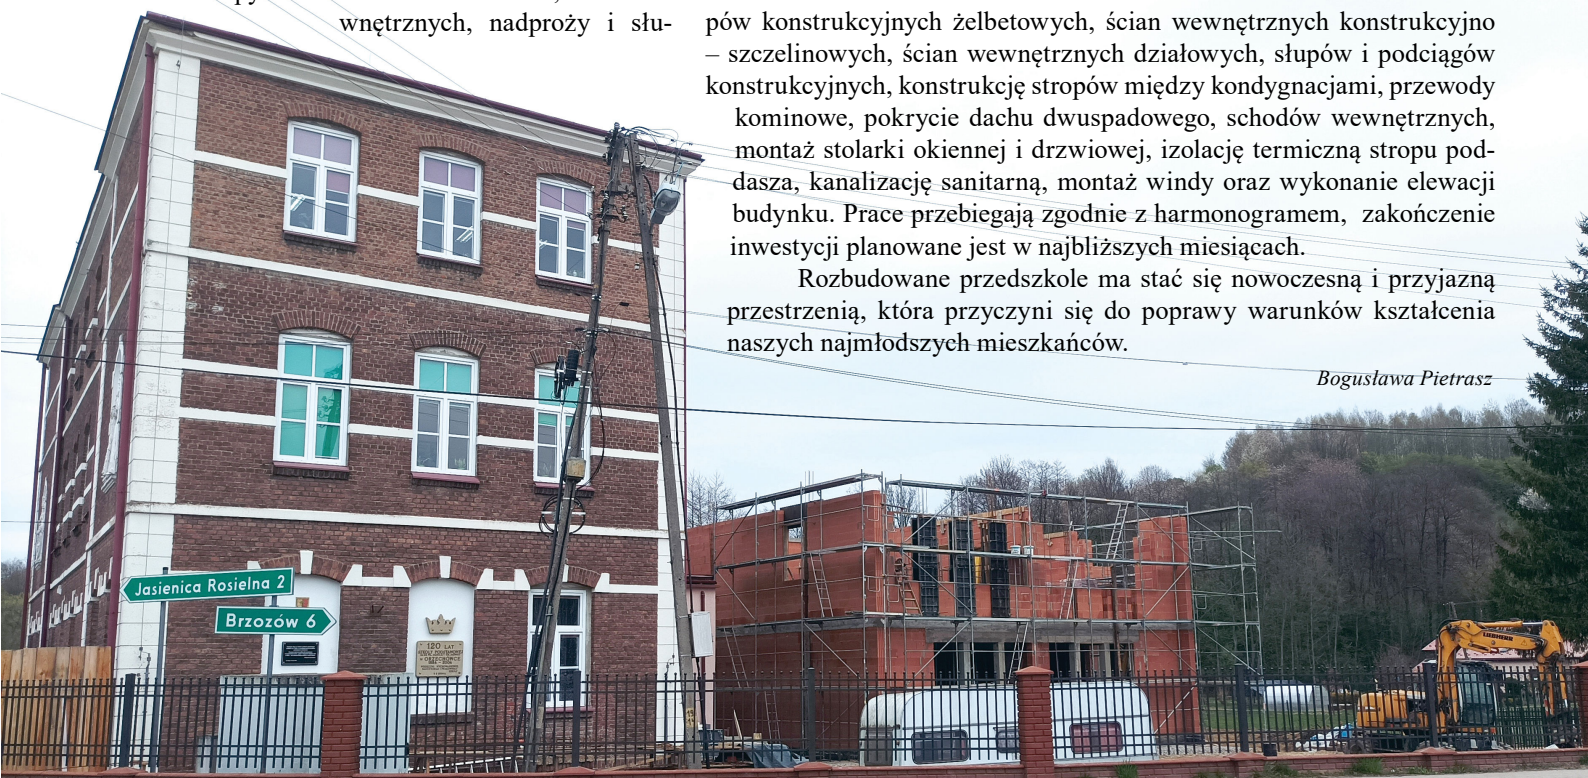 wnętrznych, nadproży i słu-
pów konstrukcyjnych żelbetowych, ścian wewnętrznych konstrukcyjno
– szczelinowych, ścian wewnętrznych działowych, słupów i podciągów
konstrukcyjnych, konstrukcję stropów między kondygnacjami, przewody
kominowe, pokrycie dachu dwuspadowego, schodów wewnętrznych,
montaż stolarki okiennej i drzwiowej, izolację termiczną stropu pod-
dasza, kanalizację sanitarną, montaż windy oraz wykonanie elewacji
budynku. Prace przebiegają zgodnie z harmonogramem, zakończenie
inwestycji planowane jest w najbliższych miesiącach.
Rozbudowane przedszkole ma stać się nowoczesną i przyjazną
przestrzenią, która przyczyni się do poprawy warunków kształcenia
naszych najmłodszych mieszkańców.
Bogusława Pietrasz
Jasienica Rosielna 2
Brzozów 6
120 LAT
LIEBHERR